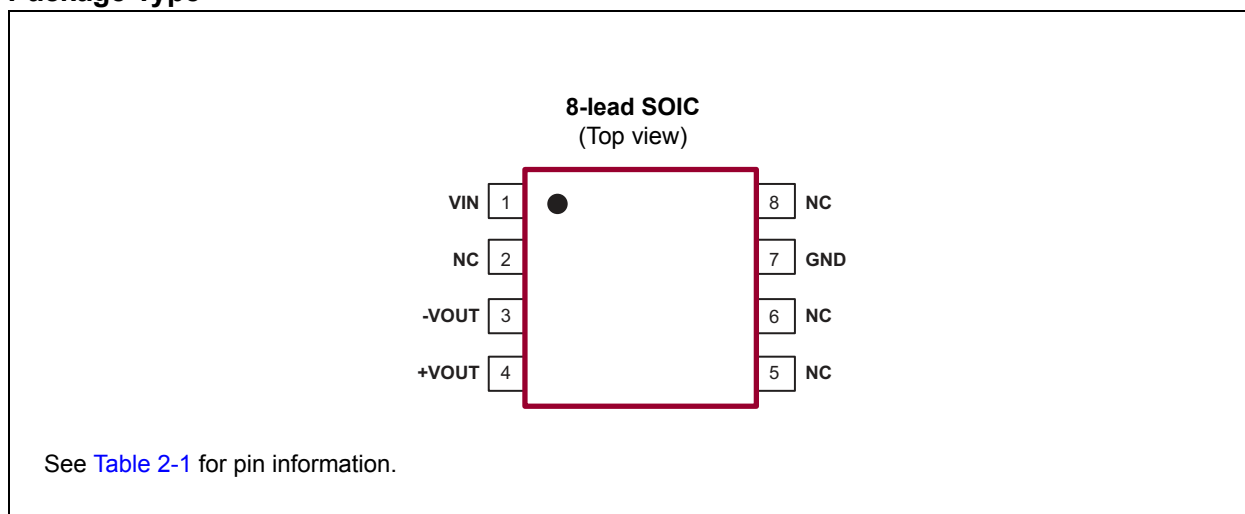 Package Type
8-lead SOIC
(Top view)
VIN 1
8 NC
NC 2
7 GND
-VOUT 3
6 NC
+VOUT 4
5 NC
See Table 2-1 for pin information.